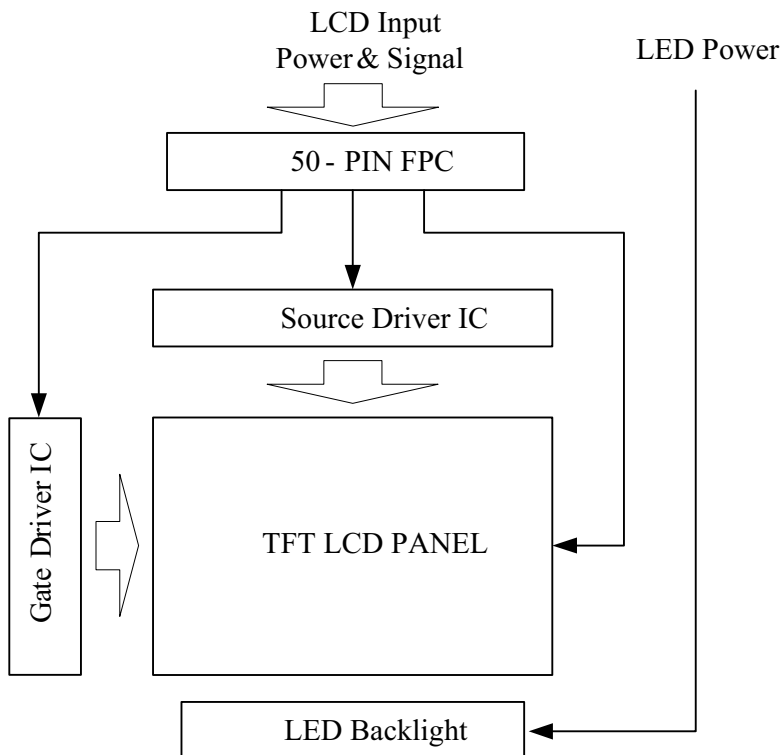 LCD Input
Power & Signal
LED Power
50 - PIN FPC
Source Driver IC
Gate Driver IC
TFT LCD PANEL
LED Backlight